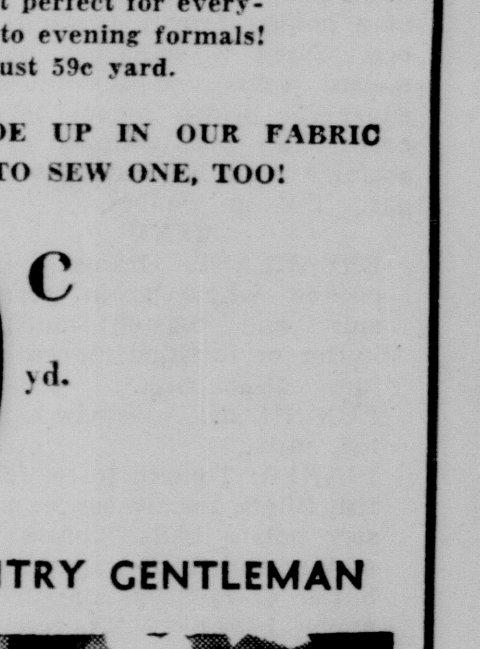 t perfect for every-
to evening formals!
ust 59c yard.
DE UP IN OUR FABRIC
TO SEW ONE, TOO!
C
yd.
NTRY GENTLEMAN